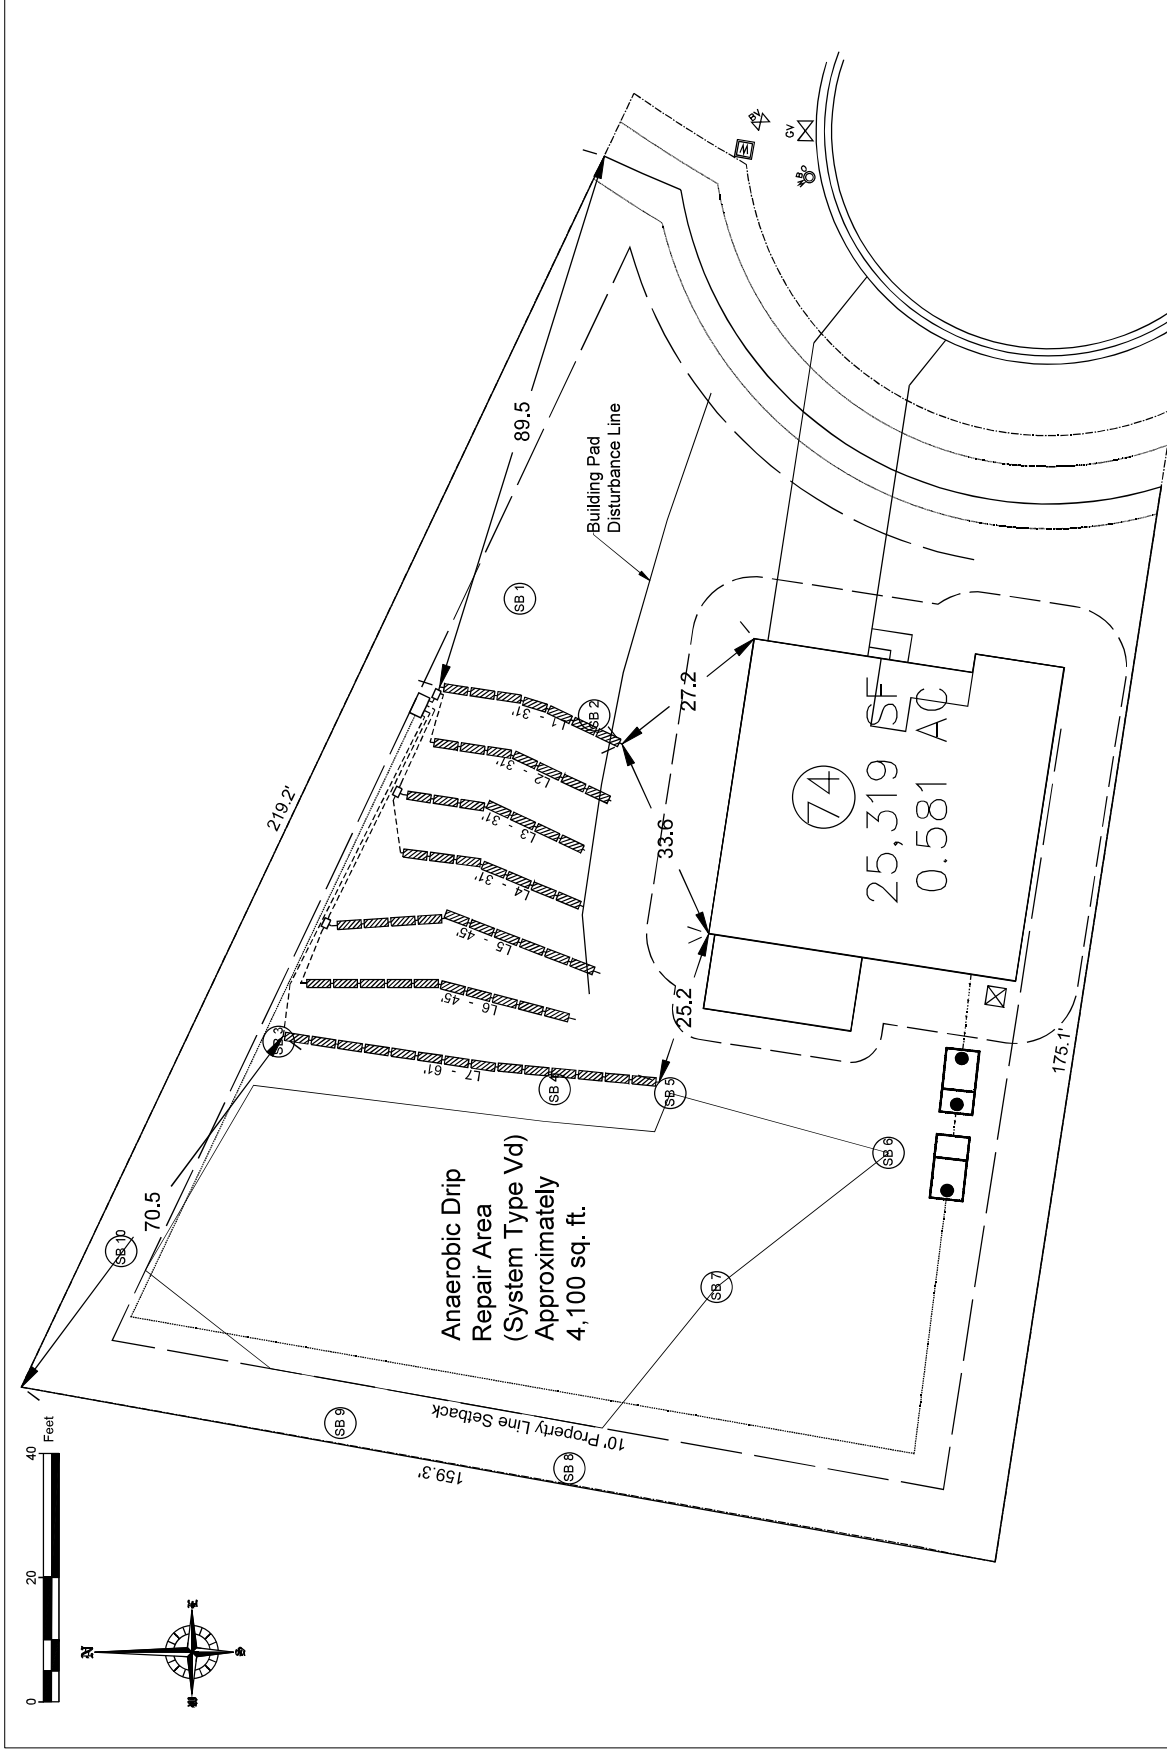 0
20
40
Feet
N
E
S
W
70.5
219.2'
89.5
Building Pad
Disturbance Line
SB 1
SB 2
SB 3
SB 4
SB 5
SB 6
SB 7
SB 8
SB 9
SB 10
L1 - 31'
L2 - 31'
L3 - 31'
L4 - 31'
L5 - 45'
L6 - 45'
L7 - 61'
27.2
33.6
25.2
Anaerobic Drip
Repair Area
(System Type Vd)
Approximately
4,100 sq. ft.
10' Property Line Setback
159.3'
175.1'
74
25,319 SF
0.581 AC
W
BV
GV
BO